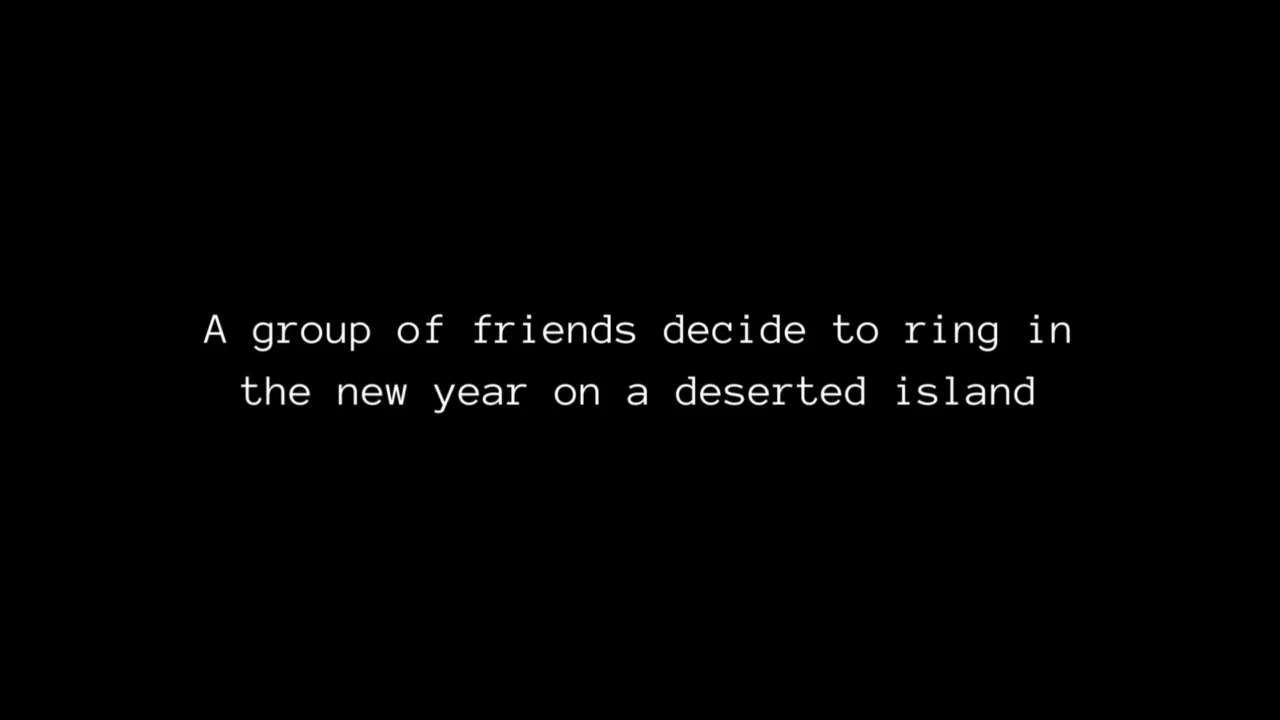 A group of friends decide to ring in
the new year on a deserted island